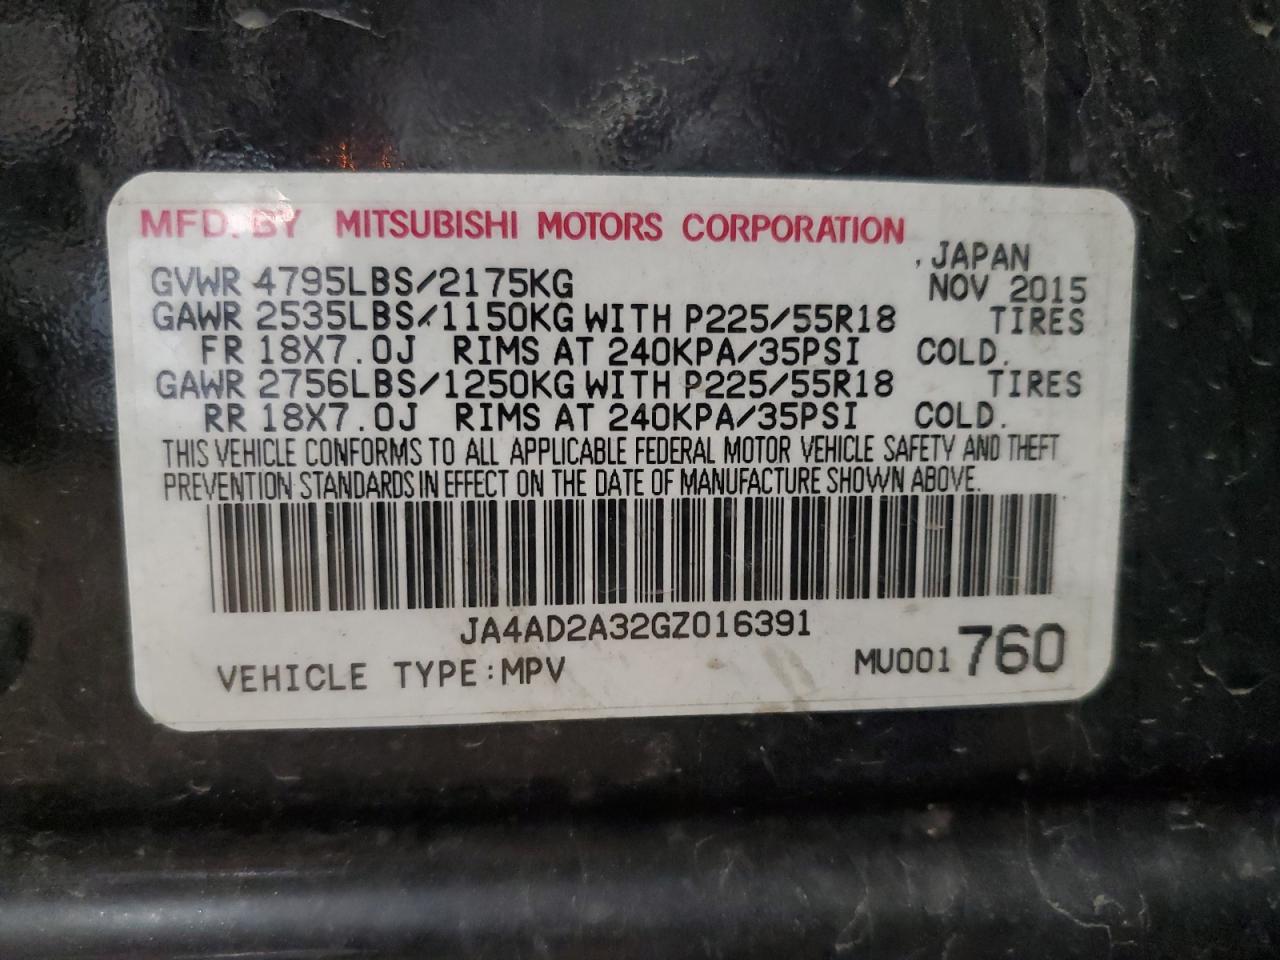 MFD. BY MITSUBISHI MOTORS CORPORATION
, JAPAN
GVWR 4795LBS/2175KG NOV 2015
GAWR 2535LBS/1150KG WITH P225/55R18 TIRES
FR 18X7.0J RIMS AT 240KPA/35PSI COLD.
GAWR 2756LBS/1250KG WITH P225/55R18 TIRES
RR 18X7.0J RIMS AT 240KPA/35PSI COLD.
THIS VEHICLE CONFORMS TO ALL APPLICABLE FEDERAL MOTOR VEHICLE SAFETY AND THEFT
PREVENTION STANDARDS IN EFFECT ON THE DATE OF MANUFACTURE SHOWN ABOVE.
JA4AD2A32GZ016391
VEHICLE TYPE:MPV MU001760